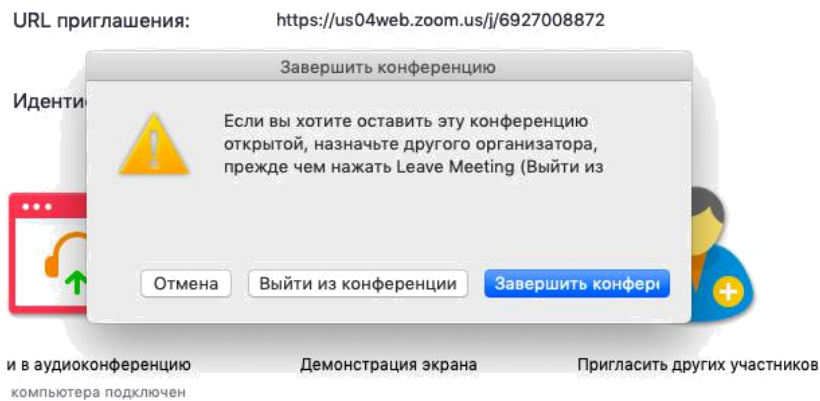 URL приглашения: https://us04web.zoom.us/j/6927008872
Завершить конференцию
Иденти
Если вы хотите оставить эту конференцию
открытой, назначьте другого организатора,
прежде чем нажать Leave Meeting (Выйти из
Отмена Выйти из конференции Завершить конфер
и в аудиоконференцию Демонстрация экрана Пригласить других участников
компьютера подключен